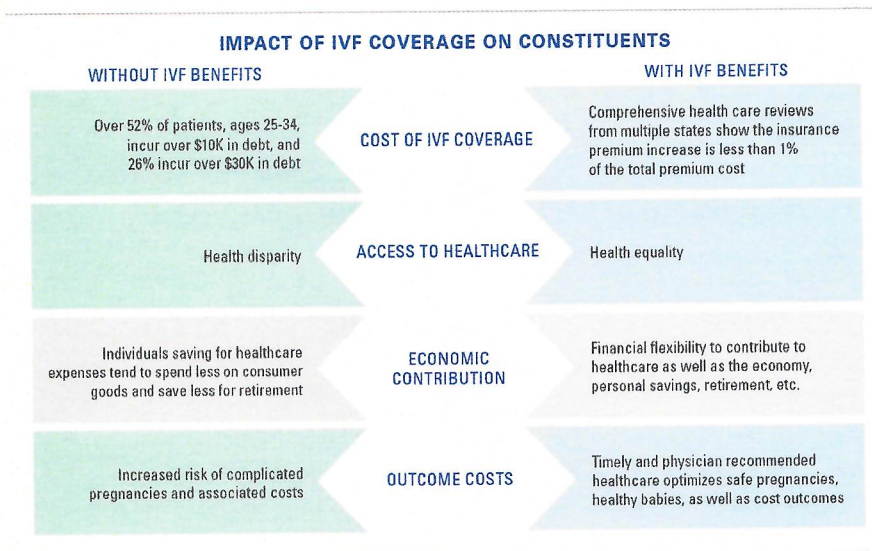 IMPACT OF IVF COVERAGE ON CONSTITUENTS
WITHOUT IVF BENEFITS
WITH IVF BENEFITS
Over 52% of patients, ages 25-34,
incur over $10K in debt, and
26% incur over $30K in debt
COST OF IVF COVERAGE
Comprehensive health care reviews
from multiple states show the insurance
premium increase is less than 1%
of the total premium cost
Health disparity
ACCESS TO HEALTHCARE
Health equality
Individuals saving for healthcare
expenses tend to spend less on consumer
goods and save less for retirement
ECONOMIC
CONTRIBUTION
Financial flexibility to contribute to
healthcare as well as the economy,
personal savings, retirement, etc.
Increased risk of complicated
pregnancies and associated costs
OUTCOME COSTS
Timely and physician recommended
healthcare optimizes safe pregnancies,
healthy babies, as well as cost outcomes